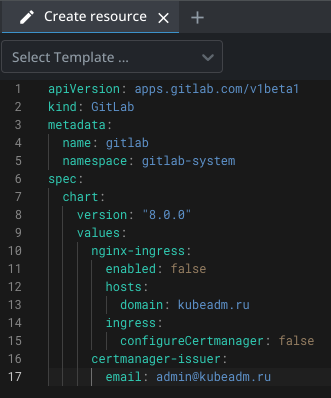 Create resource
Select Template ...
1 apiVersion: apps.gitlab.com/v1beta1
2 kind: GitLab
3 metadata:
4   name: gitlab
5   namespace: gitlab-system
6 spec:
7   chart:
8     version: "8.0.0"
9     values:
10       nginx-ingress:
11         enabled: false
12         hosts:
13           domain: kubeadm.ru
14         ingress:
15           configureCertmanager: false
16       certmanager-issuer:
17         email: admin@kubeadm.ru